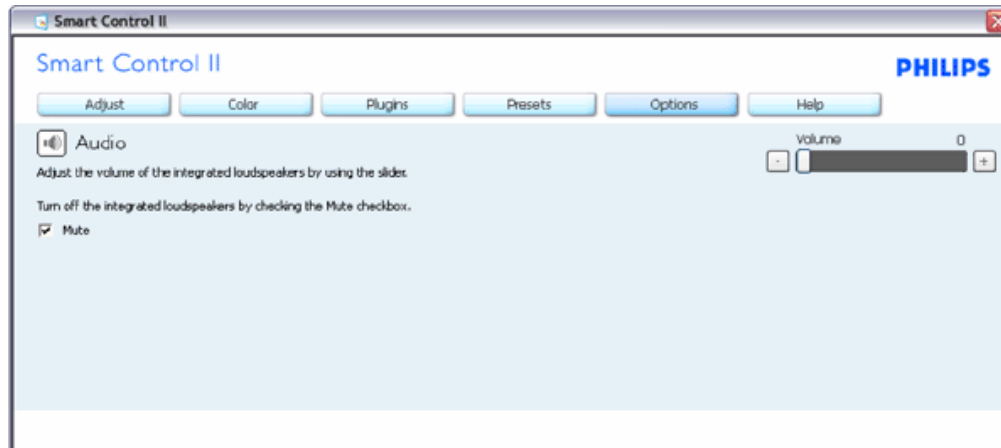 Smart Control II
Smart Control II
PHILIPS
Adjust Color Plugins Presets Options Help
Audio
Volume 0
- +
Adjust the volume of the integrated loudspeakers by using the slider.
Turn off the integrated loudspeakers by checking the Mute checkbox.
Mute